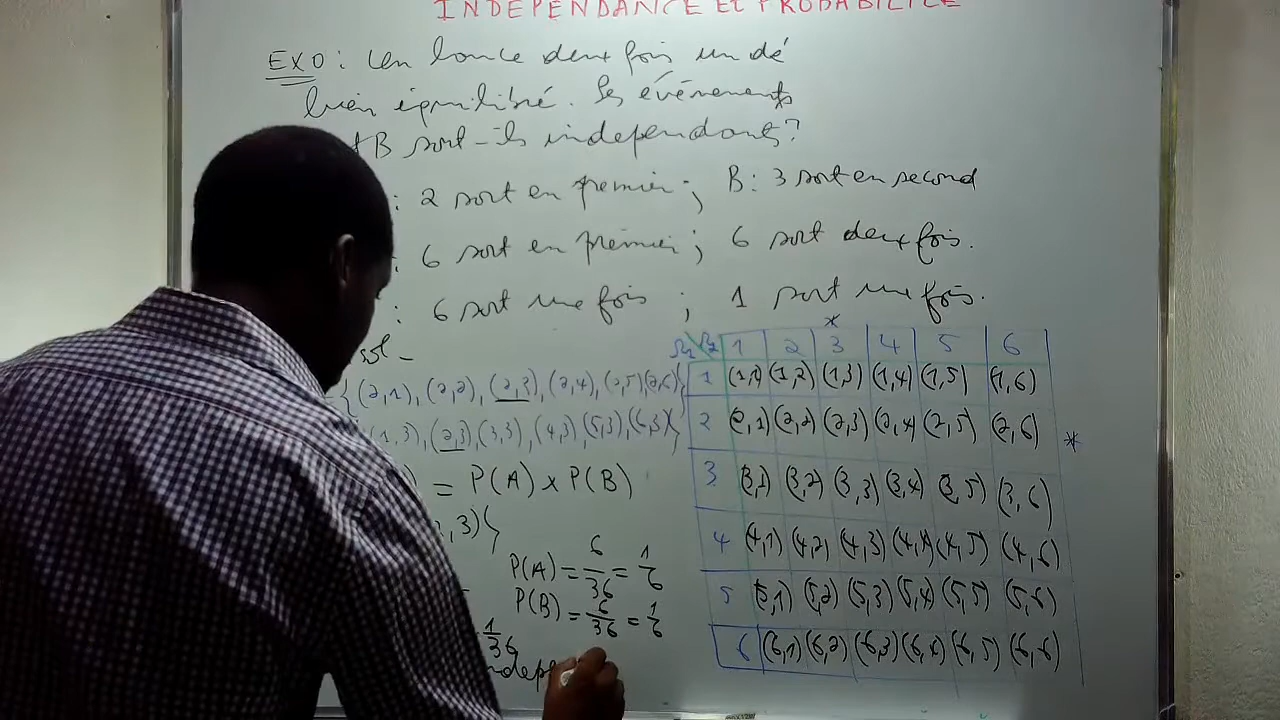 INDEPENDANCE ET PROBABILITE
EXO : on lance deux fois un dé
bien équilibré. les événements
B sont-ils independants?
: 2 sort en premier ; B : 3 sort en second
: 6 sort en premier ; 6 sort deux fois.
: 6 sort une fois ; 1 sort une fois.
sol -
{(2,1), (2,2), (2,3), (2,4), (2,5)(2,6)}
1,3), (2,3), (3,3), (4,3), (5,3), (6,3)}
) = P(A) x P(B)
,3)}
P(A) = 6/36 = 1/6
P(B) = 6/36 = 1/6
1/36
ndep
*
Ω1 Ω2 1 2 3 4 5 6
1 (1,1) (1,2) (1,3) (1,4) (1,5) (1,6)
2 (2,1) (2,2) (2,3) (2,4) (2,5) (2,6) *
3 (3,1) (3,2) (3,3) (3,4) (3,5) (3,6)
4 (4,1) (4,2) (4,3) (4,4) (4,5) (4,6)
5 (5,1) (5,2) (5,3) (5,4) (5,5) (5,6)
6 (6,1) (6,2) (6,3) (6,4) (6,5) (6,6)